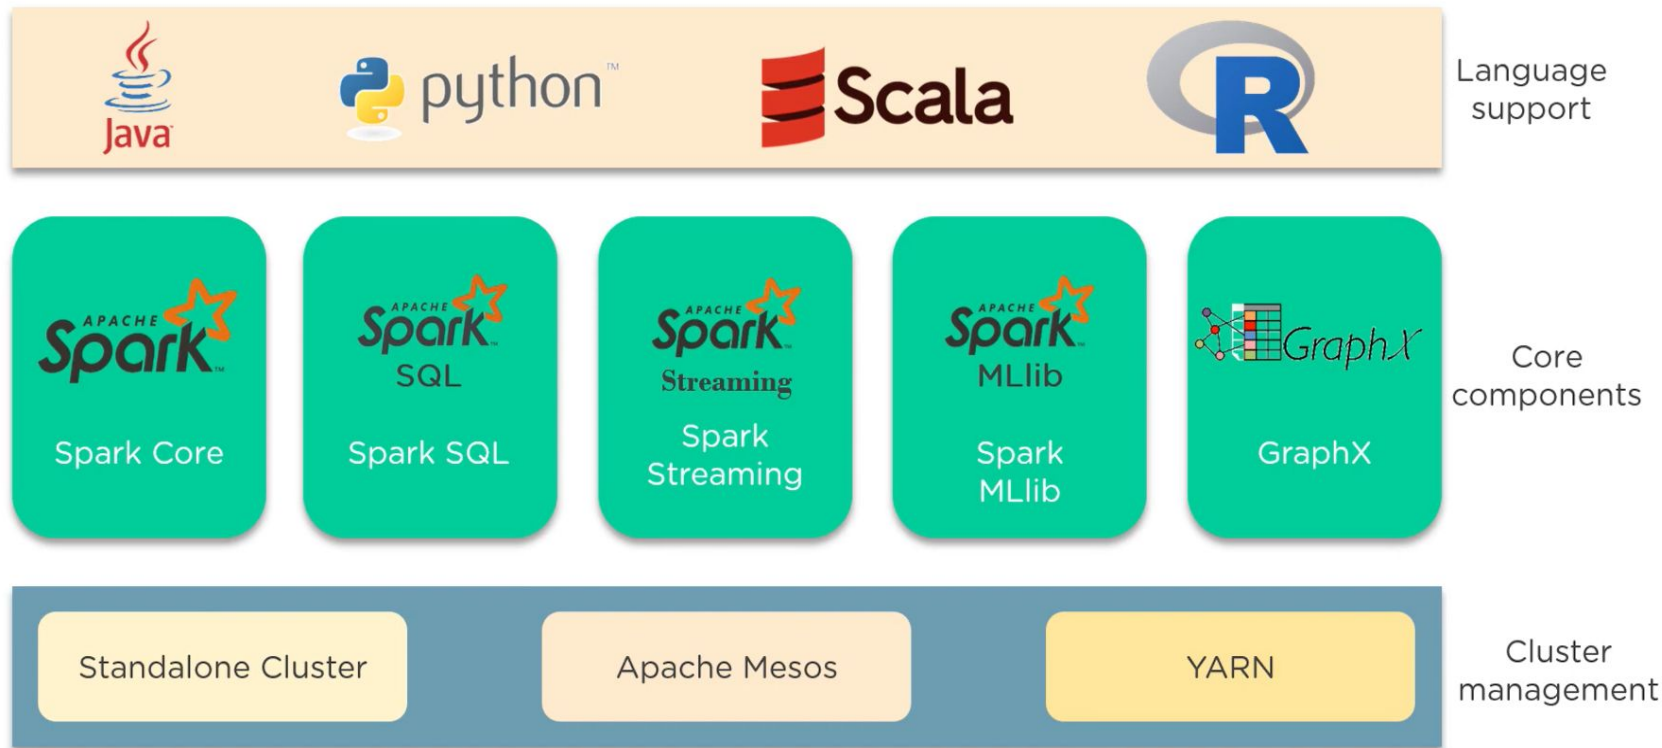 Java
python™
Scala
R
Language
support
APACHE
Spark™
Spark Core
APACHE
Spark™
SQL
Spark SQL
APACHE
Spark™
Streaming
Spark
Streaming
APACHE
Spark™
MLlib
Spark
MLlib
GraphX
GraphX
Core
components
Standalone Cluster
Apache Mesos
YARN
Cluster
management